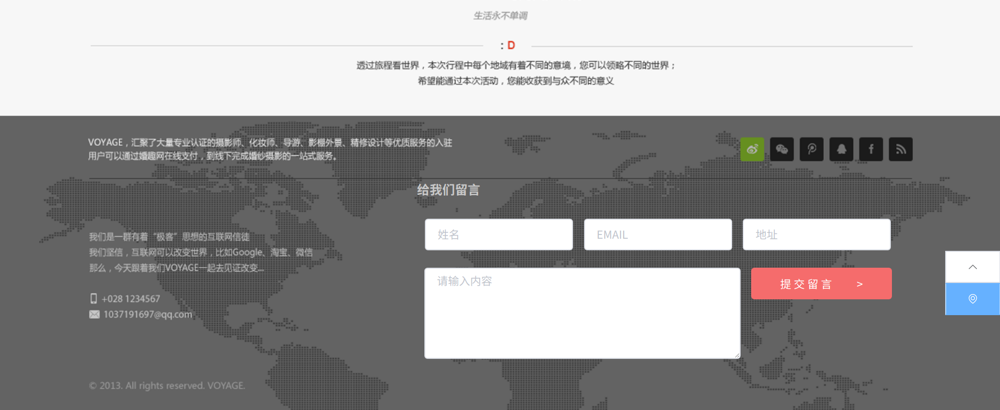 生活永不单调
：D
透过旅程看世界，本次行程中每个地域有着不同的意境，您可以领略不同的世界；
希望能通过本次活动，您能收获到与众不同的意义
VOYAGE，汇聚了大量专业认证的摄影师、化妆师、导游、影棚外景、精修设计等优质服务的入驻
用户可以通过婚趣网在线支付，到线下完成婚纱摄影的一站式服务。
给我们留言
姓名
EMAIL
地址
我们是一群有着“极客”思想的互联网信徒
我们坚信，互联网可以改变世界，比如Google、淘宝、微信
那么，今天跟着我们VOYAGE一起去见证改变...
请输入内容
提交留言 >
+028 1234567
1037191697@qq.com
© 2013. All rights reserved. VOYAGE.